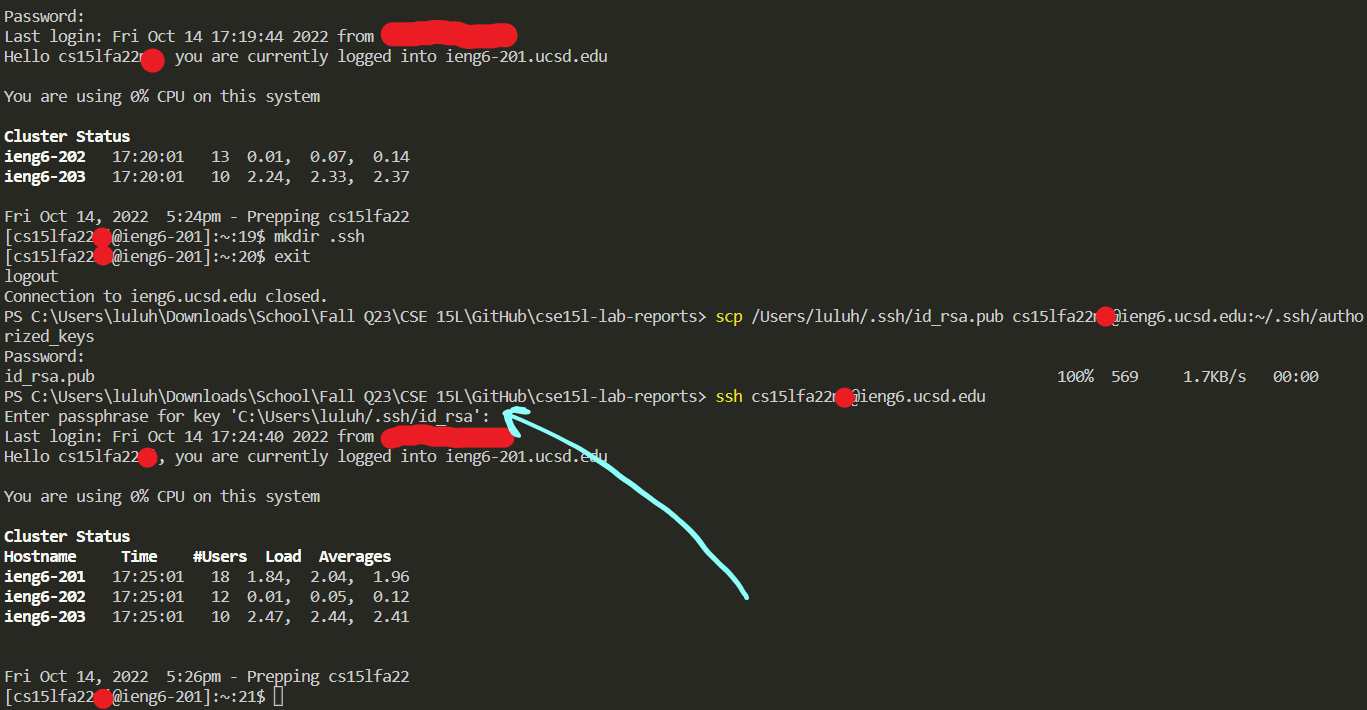 Password:
Last login: Fri Oct 14 17:19:44 2022 from
Hello cs15lfa22 you are currently logged into ieng6-201.ucsd.edu
You are using 0% CPU on this system
Cluster Status
ieng6-202 17:20:01 13 0.01, 0.07, 0.14
ieng6-203 17:20:01 10 2.24, 2.33, 2.37
Fri Oct 14, 2022 5:24pm - Prepping cs15lfa22
[cs15lfa22 @ieng6-201]:~:19$ mkdir .ssh
[cs15lfa22 @ieng6-201]:~:20$ exit
logout
Connection to ieng6.ucsd.edu closed.
PS C:\Users\luluh\Downloads\School\Fall Q23\CSE 15L\GitHub\cse15l-lab-reports> scp /Users/luluh/.ssh/id_rsa.pub cs15lfa22 @ieng6.ucsd.edu:~/.ssh/autho
rized_keys
Password:
id_rsa.pub 100% 569 1.7KB/s 00:00
PS C:\Users\luluh\Downloads\School\Fall Q23\CSE 15L\GitHub\cse15l-lab-reports> ssh cs15lfa22 @ieng6.ucsd.edu
Enter passphrase for key 'C:\Users\luluh/.ssh/id_rsa':
Last login: Fri Oct 14 17:24:40 2022 from
Hello cs15lfa22 , you are currently logged into ieng6-201.ucsd.edu
You are using 0% CPU on this system
Cluster Status
Hostname Time #Users Load Averages
ieng6-201 17:25:01 18 1.84, 2.04, 1.96
ieng6-202 17:25:01 12 0.01, 0.05, 0.12
ieng6-203 17:25:01 10 2.47, 2.44, 2.41
Fri Oct 14, 2022 5:26pm - Prepping cs15lfa22
[cs15lfa22 @ieng6-201]:~:21$